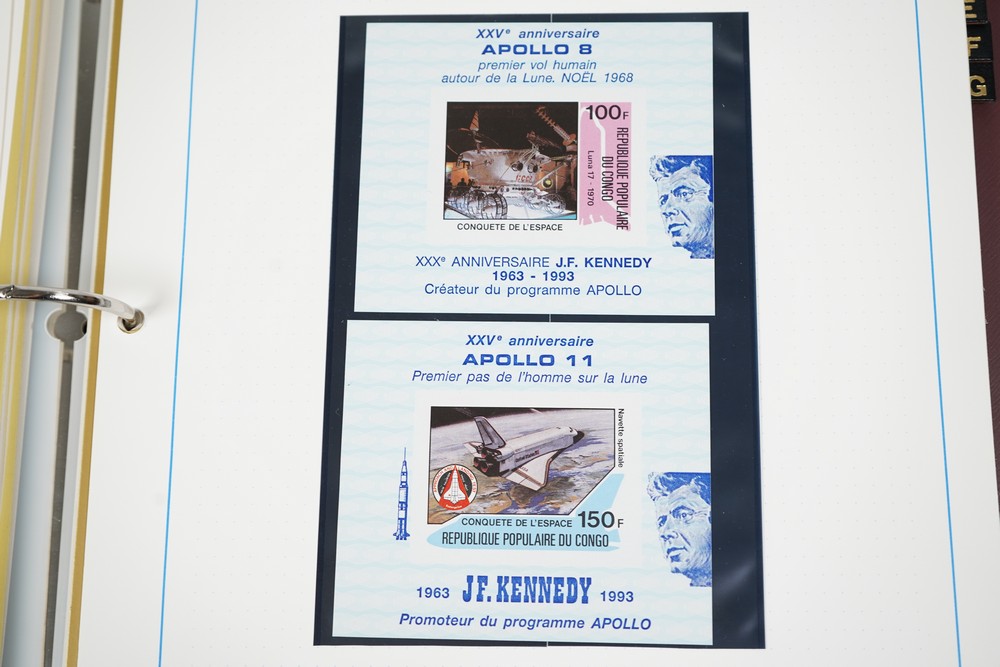 XXVe anniversaire
APOLLO 8
premier vol humain
autour de la Lune. NOËL 1968
100F
REPUBLIQUE POPULAIRE
DU CONGO
Luna 17 - 1970
CONQUETE DE L'ESPACE
XXXe ANNIVERSAIRE J.F. KENNEDY
1963 - 1993
Créateur du programme APOLLO
XXVe anniversaire
APOLLO 11
Premier pas de l'homme sur la lune
Navette spatiale
CONQUETE DE L'ESPACE 150F
REPUBLIQUE POPULAIRE DU CONGO
1963 J.F. KENNEDY 1993
Promoteur du programme APOLLO
E
F
G